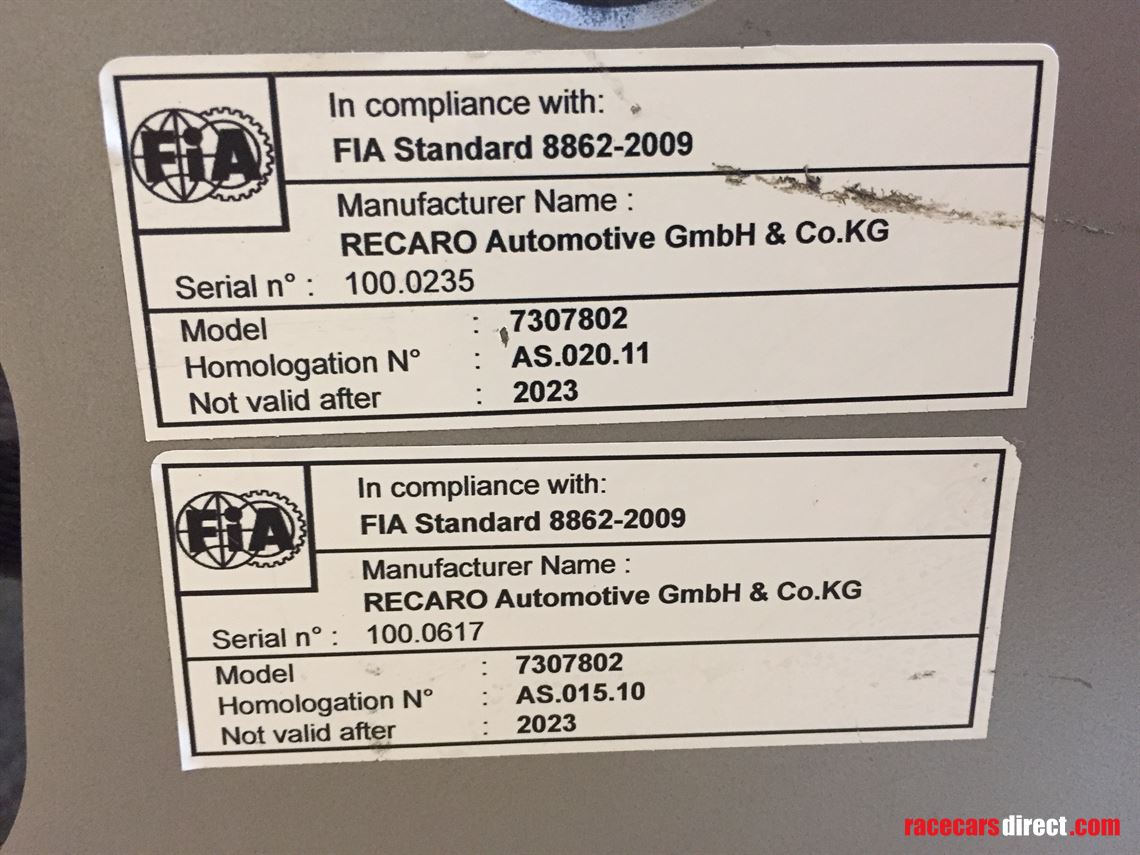 FiA
In compliance with:
FIA Standard 8862-2009
Manufacturer Name :
RECARO Automotive GmbH & Co.KG
Serial n° : 100.0235
Model : 7307802
Homologation N° : AS.020.11
Not valid after : 2023
FiA
In compliance with:
FIA Standard 8862-2009
Manufacturer Name :
RECARO Automotive GmbH & Co.KG
Serial n° : 100.0617
Model : 7307802
Homologation N° : AS.015.10
Not valid after : 2023
racecarsdirect.com